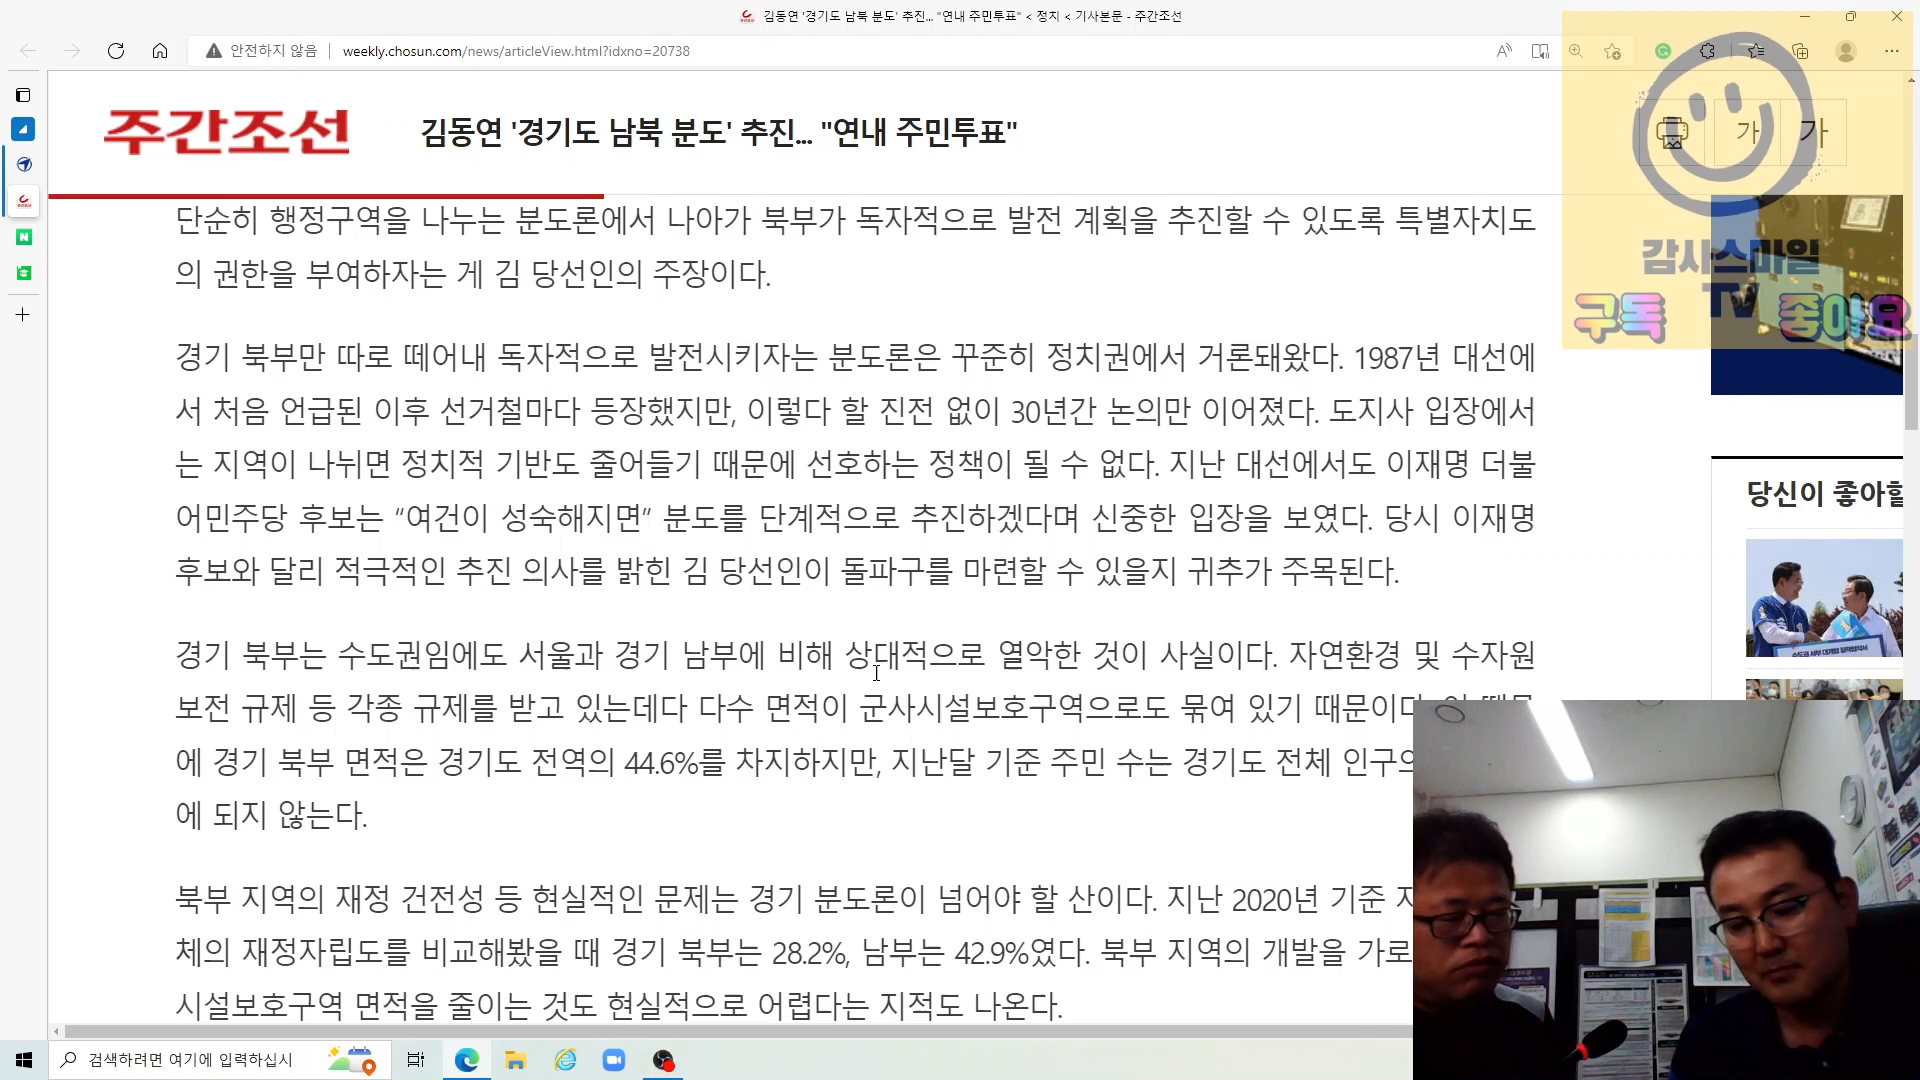 김동연 '경기도 남북 분도' 추진... "연내 주민투표" < 정치 < 기사본문 - 주간조선
안전하지 않음 weekly.chosun.com/news/articleView.html?idxno=20738
주간조선
김동연 '경기도 남북 분도' 추진... "연내 주민투표"
가 가
감사스마일
TV
구독 좋아요
단순히 행정구역을 나누는 분도론에서 나아가 북부가 독자적으로 발전 계획을 추진할 수 있도록 특별자치도
의 권한을 부여하자는 게 김 당선인의 주장이다.
경기 북부만 따로 떼어내 독자적으로 발전시키자는 분도론은 꾸준히 정치권에서 거론돼왔다. 1987년 대선에
서 처음 언급된 이후 선거철마다 등장했지만, 이렇다 할 진전 없이 30년간 논의만 이어졌다. 도지사 입장에서
는 지역이 나뉘면 정치적 기반도 줄어들기 때문에 선호하는 정책이 될 수 없다. 지난 대선에서도 이재명 더불
어민주당 후보는 “여건이 성숙해지면” 분도를 단계적으로 추진하겠다며 신중한 입장을 보였다. 당시 이재명
후보와 달리 적극적인 추진 의사를 밝힌 김 당선인이 돌파구를 마련할 수 있을지 귀추가 주목된다.
경기 북부는 수도권임에도 서울과 경기 남부에 비해 상대적으로 열악한 것이 사실이다. 자연환경 및 수자원
보전 규제 등 각종 규제를 받고 있는데다 다수 면적이 군사시설보호구역으로도 묶여 있기 때문이다
에 경기 북부 면적은 경기도 전역의 44.6%를 차지하지만, 지난달 기준 주민 수는 경기도 전체 인구의
에 되지 않는다.
북부 지역의 재정 건전성 등 현실적인 문제는 경기 분도론이 넘어야 할 산이다. 지난 2020년 기준
체의 재정자립도를 비교해봤을 때 경기 북부는 28.2%, 남부는 42.9%였다. 북부 지역의 개발을 가로
시설보호구역 면적을 줄이는 것도 현실적으로 어렵다는 지적도 나온다.
당신이 좋아할
검색하려면 여기에 입력하십시